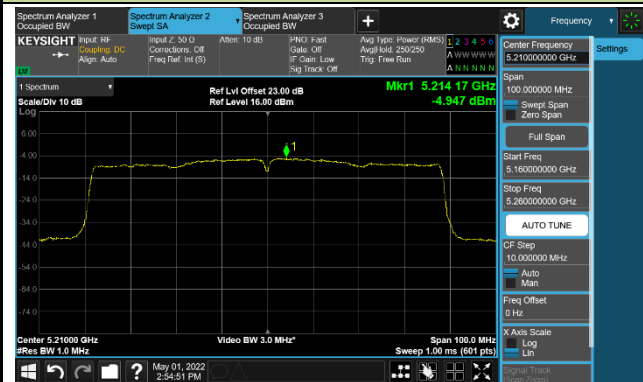 Spectrum Analyzer 1
Occupied BW
Spectrum Analyzer 2
Swept SA
Spectrum Analyzer 3
Occupied BW
+
Frequency
KEYSIGHT
Input: RF
Coupling: DC
Align: Auto
Input Z: 50 Ω
Corrections: Off
Freq Ref: Int (S)
Atten: 10 dB
PNO: Fast
Gate: Off
IF Gain: Low
Sig Track: Off
Avg Type: Power (RMS)
Avg|Hold: 250/250
Trig: Free Run
1 2 3 4 5 6
A W W W W W
A N N N N N
LXI
1 Spectrum
Scale/Div 10 dB
Log
Ref Lvl Offset 23.00 dB
Ref Level 16.00 dBm
Mkr1 5.214 17 GHz
-4.947 dBm
1
6.00
-4.00
-14.0
-24.0
-34.0
-44.0
-54.0
-64.0
-74.0
Center 5.21000 GHz
#Res BW 1.0 MHz
Video BW 3.0 MHz*
Span 100.0 MHz
Sweep 1.00 ms (601 pts)
Center Frequency
5.210000000 GHz
Settings
Span
100.000000 MHz
Swept Span
Zero Span
Full Span
Start Freq
5.160000000 GHz
Stop Freq
5.260000000 GHz
AUTO TUNE
CF Step
10.000000 MHz
Auto
Man
Freq Offset
0 Hz
X Axis Scale
Log
Lin
Signal Track
(Span Zoom)
?
May 01, 2022
2:54:51 PM